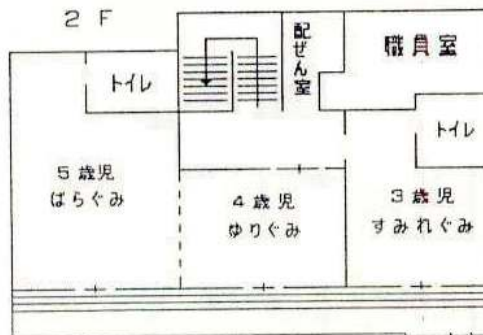 2 F
トイレ
配ぜん室
職員室
トイレ
5 歳児
ばらぐみ
4 歳児
ゆりぐみ
3 歳児
すみれぐみ